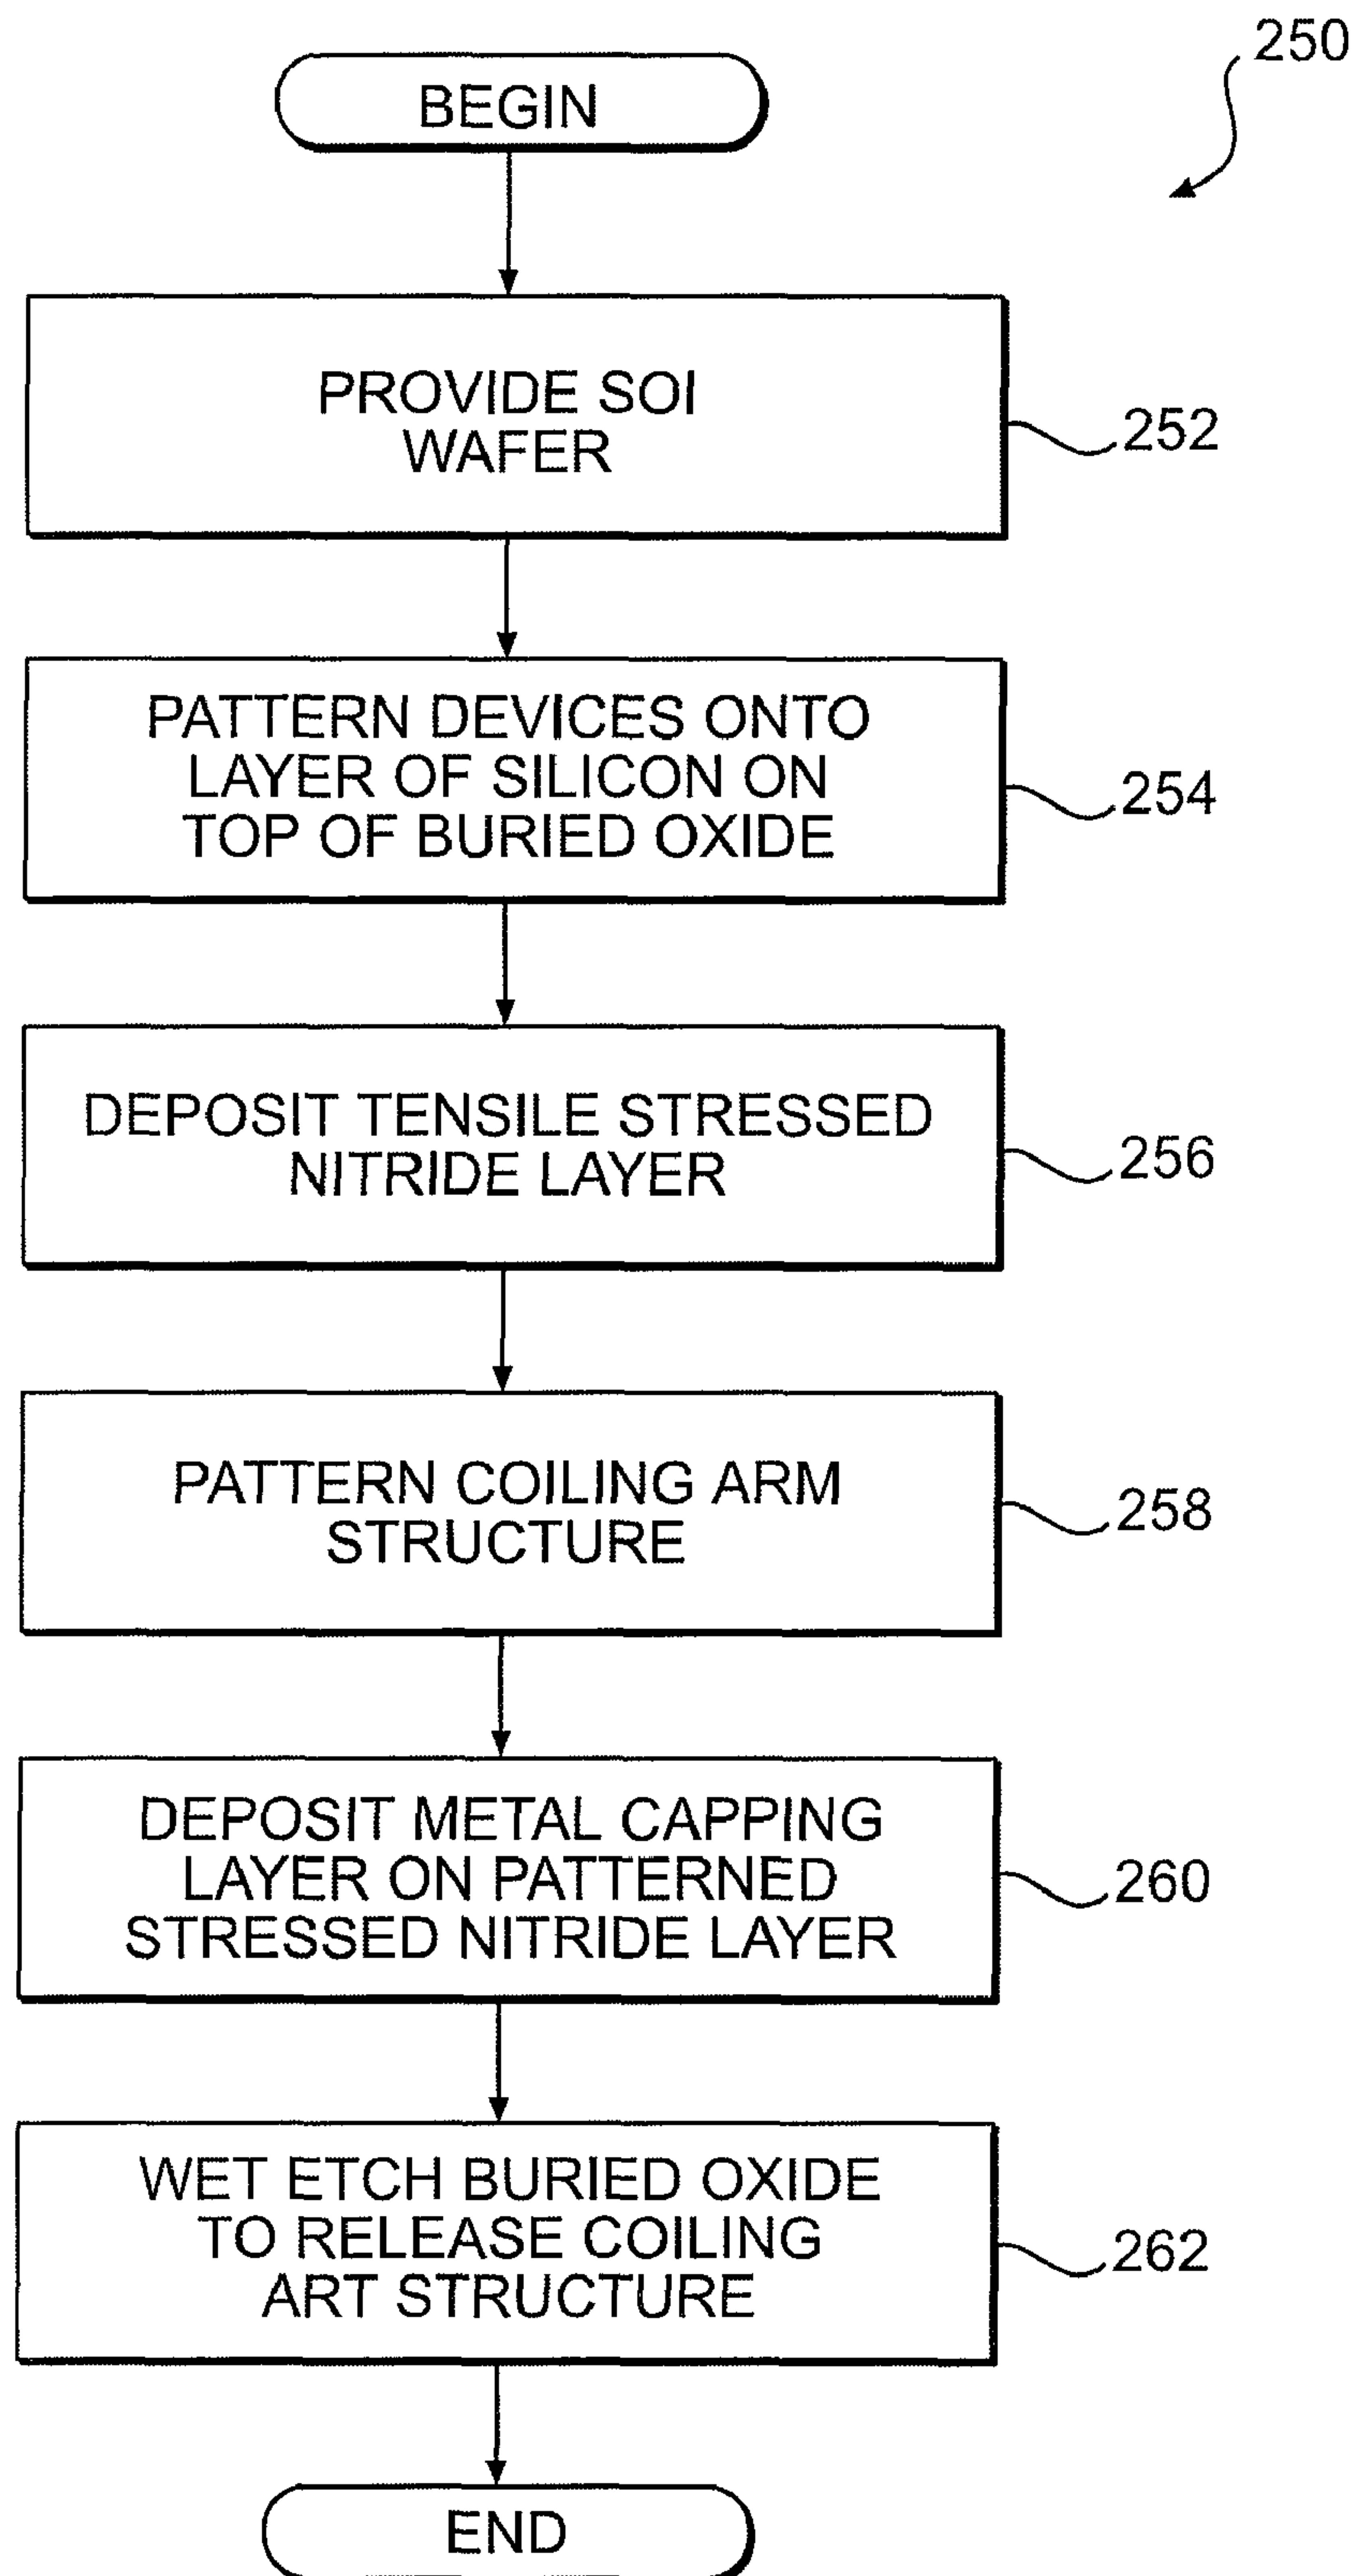 250
BEGIN
PROVIDE SOI
WAFER
252
PATTERN DEVICES ONTO
LAYER OF SILICON ON
TOP OF BURIED OXIDE
254
DEPOSIT TENSILE STRESSED
NITRIDE LAYER
256
PATTERN COILING ARM
STRUCTURE
258
DEPOSIT METAL CAPPING
LAYER ON PATTERNED
STRESSED NITRIDE LAYER
260
WET ETCH BURIED OXIDE
TO RELEASE COILING
ART STRUCTURE
262
END